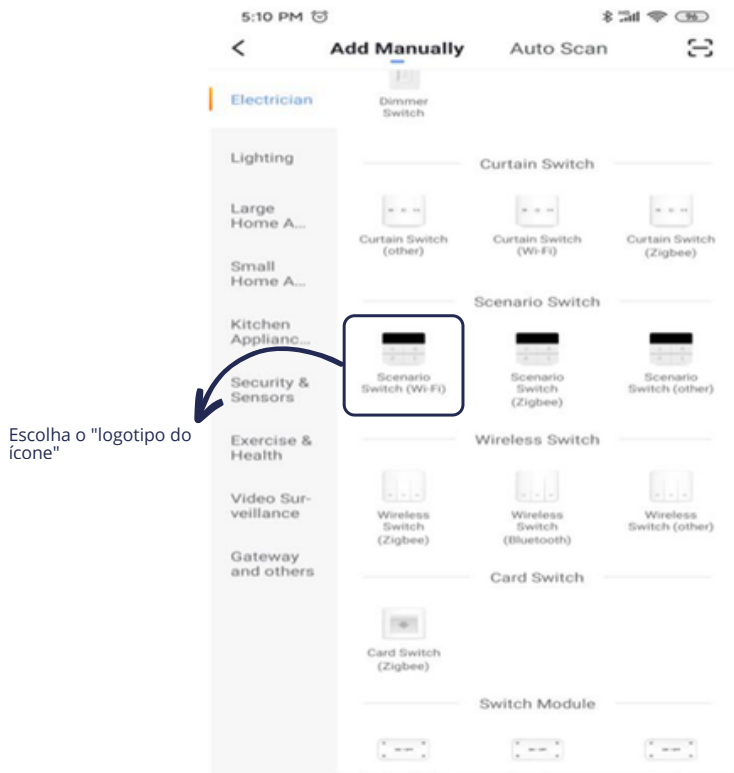 5:10 PM
96
Add Manually
Auto Scan
Electrician
Lighting
Large
Home A...
Small
Home A...
Kitchen
Applianc...
Security &
Sensors
Exercise &
Health
Video Sur-
veillance
Gateway
and others
Dimmer
Switch
Curtain Switch
Curtain Switch
(other)
Curtain Switch
(Wi-Fi)
Curtain Switch
(Zigbee)
Scenario Switch
Scenario
Switch (Wi-Fi)
Scenario
Switch
(Zigbee)
Scenario
Switch (other)
Wireless Switch
Wireless
Switch
(Zigbee)
Wireless
Switch
(Bluetooth)
Wireless
Switch (other)
Card Switch
Card Switch
(Zigbee)
Switch Module
Escolha o "logotipo do
ícone"